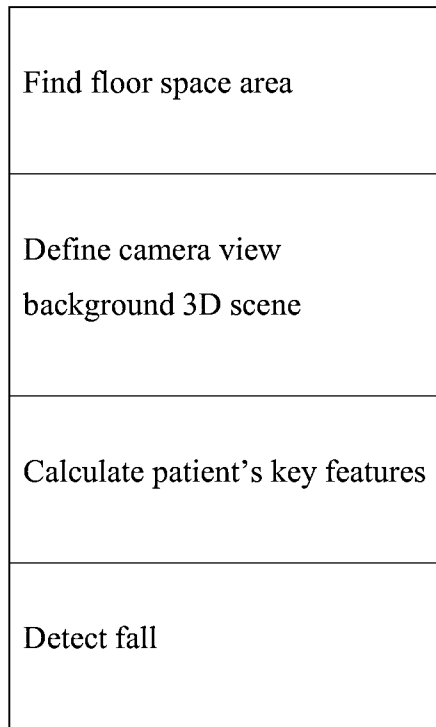 Find floor space area
Define camera view
background 3D scene
Calculate patient’s key features
Detect fall